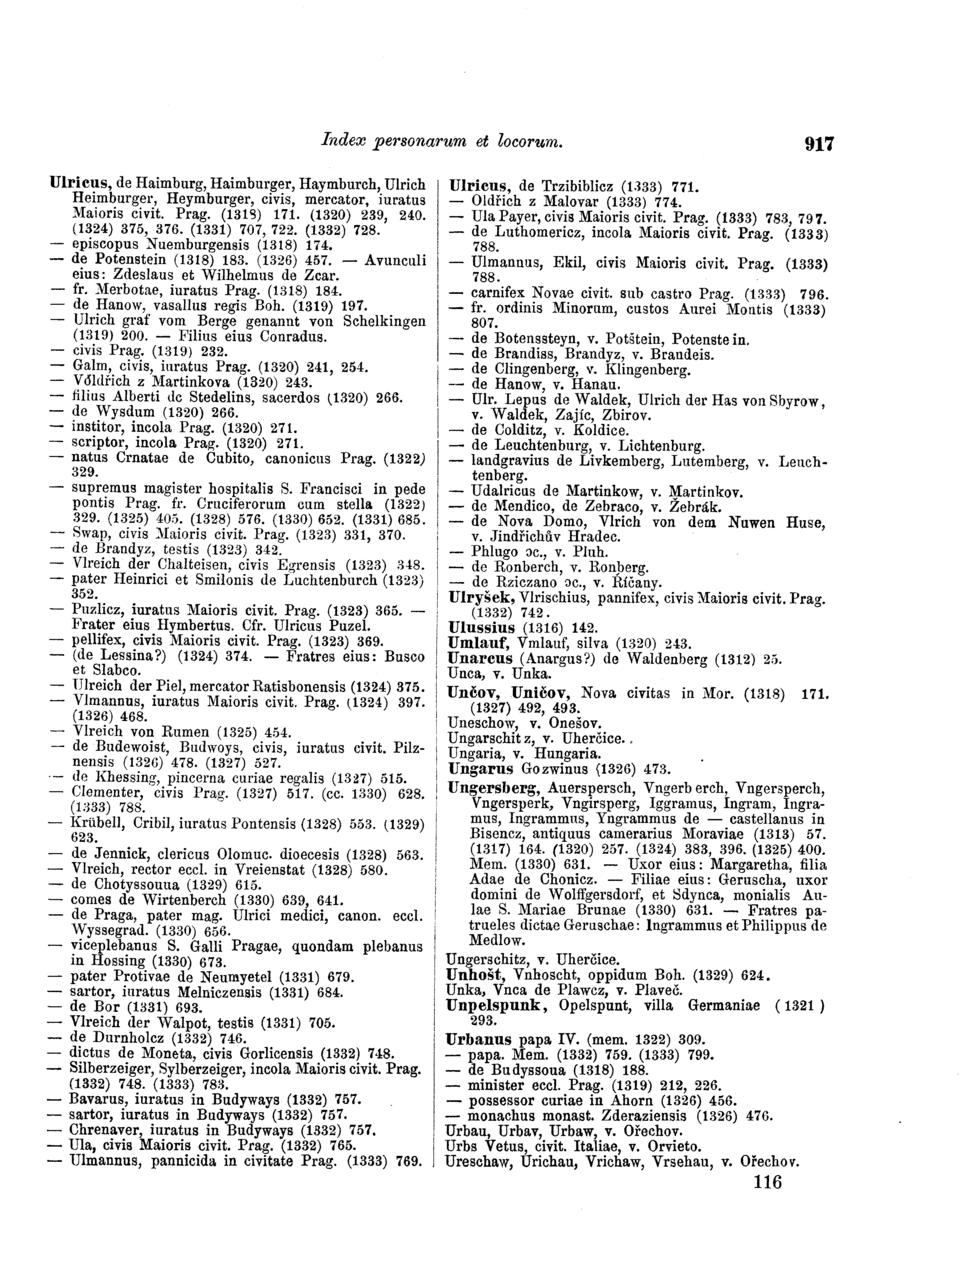 Index personarum et locorum.
917
Ulricus, de Haimburg, Haimburger, Haymburch, Ulrich
Heimburger, Heymburger, civis, mercator, iuratus
Maioris civit. Prag. (1318) 171. (1320) 239, 240.
(1324) 375, 376. (1331) 707, 722. (1332) 728.
— episcopus Nuemburgensis (1318) 174.
— de Potenstein (1318) 183. (1326) 457. — Avunculi
eius: Zdeslaus et Wilhelmus de Zcar.
— fr. Merbotae, iuratus Prag. (1318) 184.
— de Hanow, vasallus regis Boh. (1319) 197.
— Ulrich graf vom Berge genannt von Schelkingen
(1319) 200. — Filius eius Conradus.
— civis Prag. (1319) 232.
— Galm, civis, iuratus Prag. (1320) 241, 254.
— Vóldřich z Martinkova (1320) 243.
— filius Alberti de Stedelins, sacerdos (1320) 266.
— de Wysdum (1320) 266.
— institor, incola Prag. (1320) 271.
— scriptor, incola Prag. (1320) 271.
— natus Crnatae de Cubito, canonicus Prag. (1322)
329.
— supremus magister hospitalis S. Francisci in pede
pontis Prag. fr. Cruciferorum cum stella (1322)
329. (1325) 405. (1328) 576. (1330) 652. (1331) 685.
— Swap, civis Maioris civit. Prag. (1323) 331, 370.
— de Brandyz, testis (1323) 342.
— Vlreich der Chalteisen, civis Egrensis (1323) 348.
— pater Heinrici et Smilonis de Luchtenburch (1323)
352.
— Puzlicz, iuratus Maioris civit. Prag. (1323) 365. —
Frater eius Hymbertus. Cfr. Ulricus Puzel.
— pellifex, civis Maioris civit. Prag. (1323) 369.
— (de Lessina?) (1324) 374. — Fratres eius: Busco
et Slabco.
— Ulreich der Piel, mercator Ratisbonensis (1324) 375.
— Vlmannus, iuratus Maioris civit. Prag. (1324) 397.
(1326) 468.
— Vlreich von Rumen (1325) 454.
— de Budewoist, Budwoys, civis, iuratus civit. Pilz-
nensis (1326) 478. (1327) 527.
— de Khessing, pincerna curiae regalis (1327) 515.
— Clementer, civis Prag. (1327) 517. (cc. 1330) 628.
(1333) 788.
— Krübell, Cribil, iuratus Pontensis (1328) 553. (1329)
623.
— de Jennick, clericus Olomuc. dioecesis (1328) 563.
— Vlreich, rector eccl. in Vreienstat (1328) 580.
— de Chotyssouua (1329) 615.
— comes de Wirtenberch (1330) 639, 641.
— de Praga, pater mag. Ulrici medici, canon. eccl.
Wyssegrad. (1330) 656.
— viceplebanus S. Galli Pragae, quondam plebanus
in Hossing (1330) 673.
— pater Protivae de Neumyetel (1331) 679.
— sartor, iuratus Melniczensis (1331) 684.
— de Bor (1331) 693.
— Vlreich der Walpot, testis (1331) 705.
— de Durnholcz (1332) 746.
— dictus de Moneta, civis Gorlicensis (1332) 748.
— Silberzeiger, Sylberzeiger, incola Maioris civit. Prag.
(1332) 748. (1333) 783.
— Bavarus, iuratus in Budyways (1332) 757.
— sartor, iuratus in Budyways (1332) 757.
— Chrenaver, iuratus in Budyways (1332) 757.
— Ula, civis Maioris civit. Prag. (1332) 765.
— Ulmannus, pannicida in civitate Prag. (1333) 769.
Ulricus, de Trzibiblicz (1333) 771.
— Oldřich z Malovar (1333) 774.
— Ula Payer, civis Maioris civit. Prag. (1333) 783, 797.
— de Luthomericz, incola Maioris civit. Prag. (1333)
788.
— Ulmannus, Ekil, civis Maioris civit. Prag. (1333)
788.
— carnifex Novae civit. sub castro Prag. (1333) 796.
— fr. ordinis Minorum, custos Aurei Montis (1333)
807.
— de Botenssteyn, v. Potštein, Potenstein.
— de Brandiss, Brandyz, v. Brandeis.
— de Clingenberg, v. Klingenberg.
— de Hanow, v. Hanau.
— Ulr. Lepus de Waldek, Ulrich der Has von Sbyrow,
v. Waldek, Zajíc, Zbirov.
— de Colditz, v. Koldice.
— de Leuchtenburg, v. Lichtenburg.
— landgravius de Livkemberg, Lutemberg, v. Leuch-
tenberg.
— Udalricus de Martinkow, v. Martinkov.
— de Mendico, de Zebraco, v. Žebrák.
— de Nova Domo, Vlrich von dem Nuwen Huse,
v. Jindřichův Hradec.
— Phlugo ɔc., v. Pluh.
— de Ronberch, v. Ronberg.
— de Rziczano ɔc., v. Říčany.
Ulryšek, Vlrischius, pannifex, civis Maioris civit. Prag.
(1332) 742.
Ulussius (1316) 142.
Umlauf, Vmlauf, silva (1320) 243.
Unarcus (Anargus?) de Waldenberg (1312) 25.
Unca, v. Unka.
Unčov, Uničov, Nova civitas in Mor. (1318) 171.
(1327) 492, 493.
Uneschow, v. Onešov.
Ungarschitz, v. Uherčice.
Ungaria, v. Hungaria.
Ungarus Gozwinus (1326) 473.
Ungersberg, Auerspersch, Vngerberch, Vngersperch,
Vngersperk, Vngirsperg, Iggramus, Ingram, Ingra-
mus, Ingrammus, Yngrammus de — castellanus in
Bisencz, antiquus camerarius Moraviae (1313) 57.
(1317) 164. (1320) 257. (1324) 383, 396. (1325) 400.
Mem. (1330) 631. — Uxor eius: Margaretha, filia
Adae de Chonicz. — Filiae eius: Geruscha, uxor
domini de Wolffgersdorf, et Sdynca, monialis Au-
lae S. Mariae Brunae (1330) 631. — Fratres pa-
trueles dictae Geruschae: Ingrammus et Philippus de
Medlow.
Ungerschitz, v. Uherčice.
Unhošt, Vnhoscht, oppidum Boh. (1329) 624.
Unka, Vnca de Plawcz, v. Plaveč.
Unpelspunk, Opelspunt, villa Germaniae (1321)
293.
Urbanus papa IV. (mem. 1322) 309.
— papa. Mem. (1332) 759. (1333) 799.
— de Budyssoua (1318) 188.
— minister eccl. Prag. (1319) 212, 226.
— possessor curiae in Ahorn (1326) 456.
— monachus monast. Zderaziensis (1326) 476.
Urbau, Urbav, Urbaw, v. Ořechov.
Urbs Vetus, civit. Italiae, v. Orvieto.
Ureschaw, Urichau, Vrichaw, Vrsehau, v. Ořechov.
116